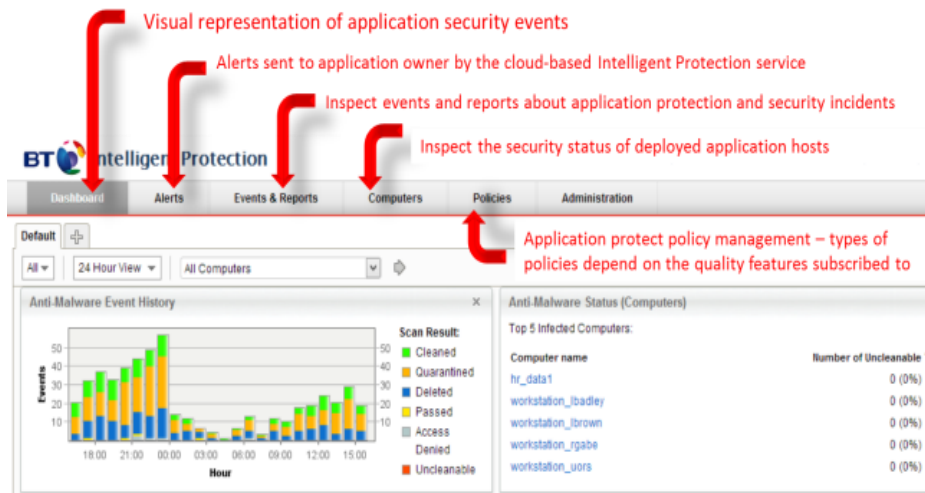 Visual representation of application security events
Alerts sent to application owner by the cloud-based Intelligent Protection service
Inspect events and reports about application protection and security incidents
Inspect the security status of deployed application hosts
BT Intelligent Protection
Dashboard Alerts Events & Reports Computers Policies Administration
Application protect policy management – types of
policies depend on the quality features subscribed to
Default
All 24 Hour View All Computers
Anti-Malware Event History
Scan Result:
Cleaned
Quarantined
Deleted
Passed
Access
Denied
Uncleanable
Events
50 50
40 40
30 30
20 20
10 10
18:00 21:00 00:00 03:00 06:00 09:00 12:00 15:00
Hour
Anti-Malware Status (Computers)
Top 5 Infected Computers:
Computer name Number of Uncleanable
hr_data1 0 (0%)
workstation_lbadley 0 (0%)
workstation_lbrown 0 (0%)
workstation_rgabe 0 (0%)
workstation_uors 0 (0%)